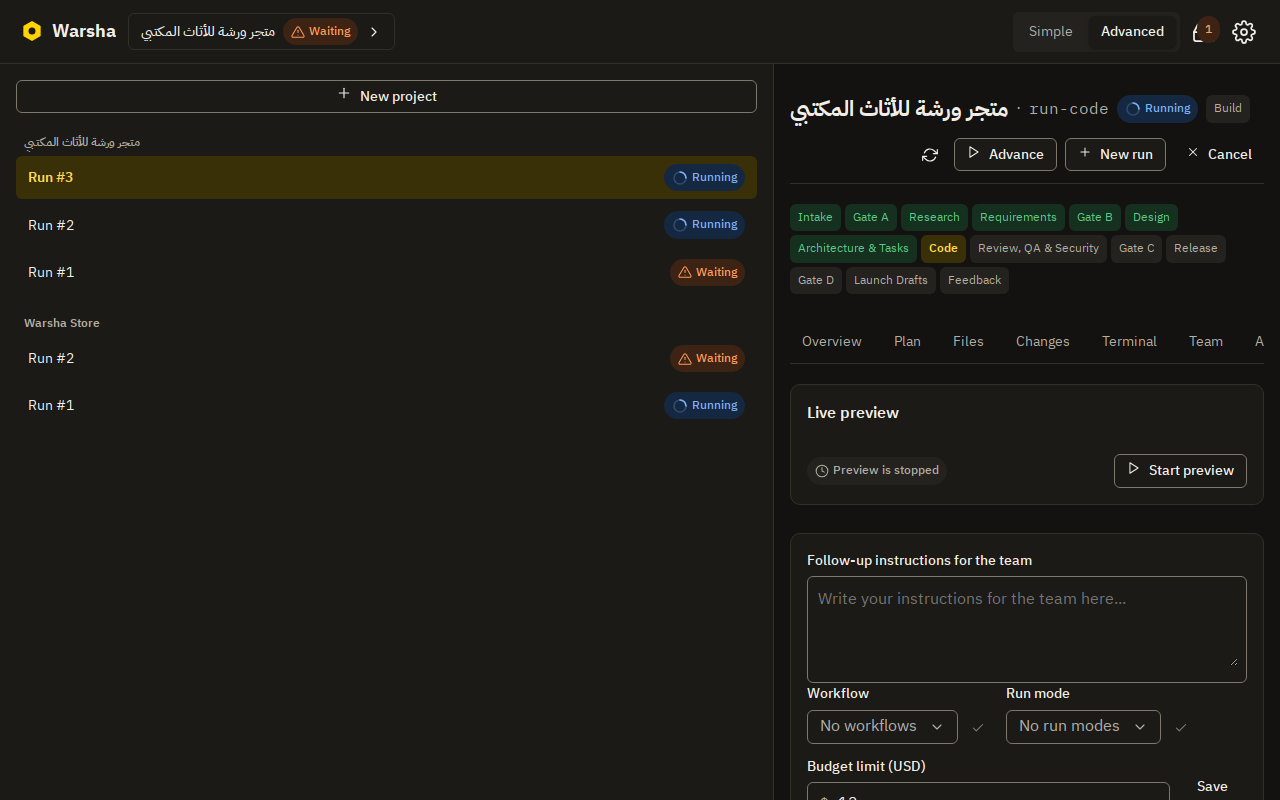 Warsha
متجر ورشة للأثاث المكتبي
Waiting
Simple
Advanced
1
New project
متجر ورشة للأثاث المكتبي
Run #3
Running
Run #2
Running
Run #1
Waiting
Warsha Store
Run #2
Waiting
Run #1
Running
متجر ورشة للأثاث المكتبي · run-code
Running
Build
Advance
New run
Cancel
Intake
Gate A
Research
Requirements
Gate B
Design
Architecture & Tasks
Code
Review, QA & Security
Gate C
Release
Gate D
Launch Drafts
Feedback
Overview
Plan
Files
Changes
Terminal
Team
A
Live preview
Preview is stopped
Start preview
Follow-up instructions for the team
Write your instructions for the team here...
Workflow
Run mode
No workflows
No run modes
Budget limit (USD)
Save